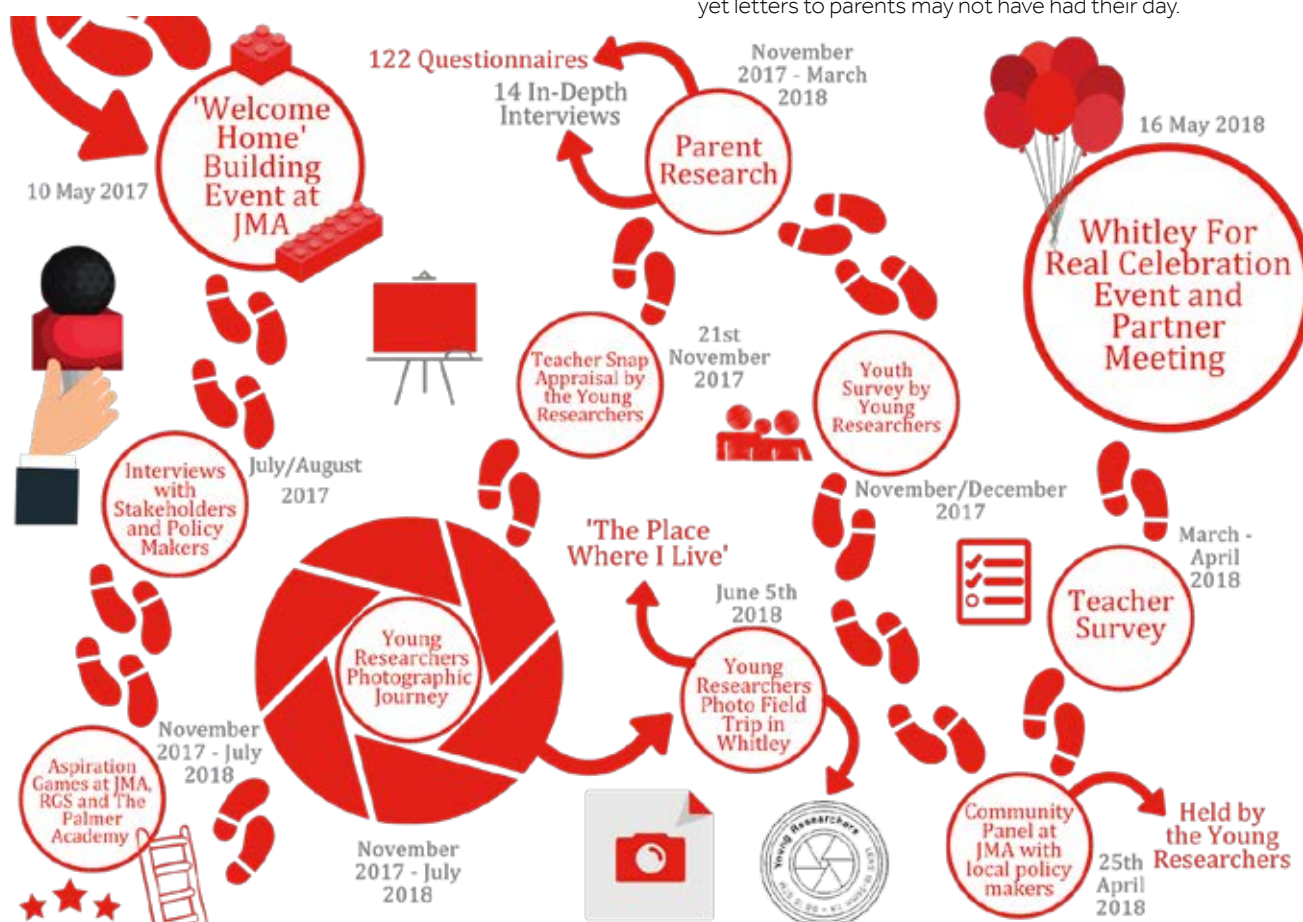 yet letters to parents may not have had their day.
'Welcome
Home'
Building
Event at
JMA
10 May 2017
Interviews
with
Stakeholders
and Policy
Makers
July/August
2017
Aspiration
Games at JMA,
RGS and The
Palmer
Academy
November
2017 - July
2018
Young
Researchers
Photographic
Journey
November
2017 - July
2018
Teacher Snap
Appraisal by
the Young
Researchers
21st
November
2017
Parent
Research
November
2017 - March
2018
122 Questionnaires
14 In-Depth
Interviews
Youth
Survey by
Young
Researchers
November/December
2017
'The Place
Where I Live'
June 5th
2018
Young
Researchers
Photo Field
Trip in
Whitley
Young Researchers
Community
Panel at
JMA with
local policy
makers
25th
April
2018
Held by
the Young
Researchers
Teacher
Survey
March -
April
2018
16 May 2018
Whitley For
Real Celebration
Event and
Partner
Meeting